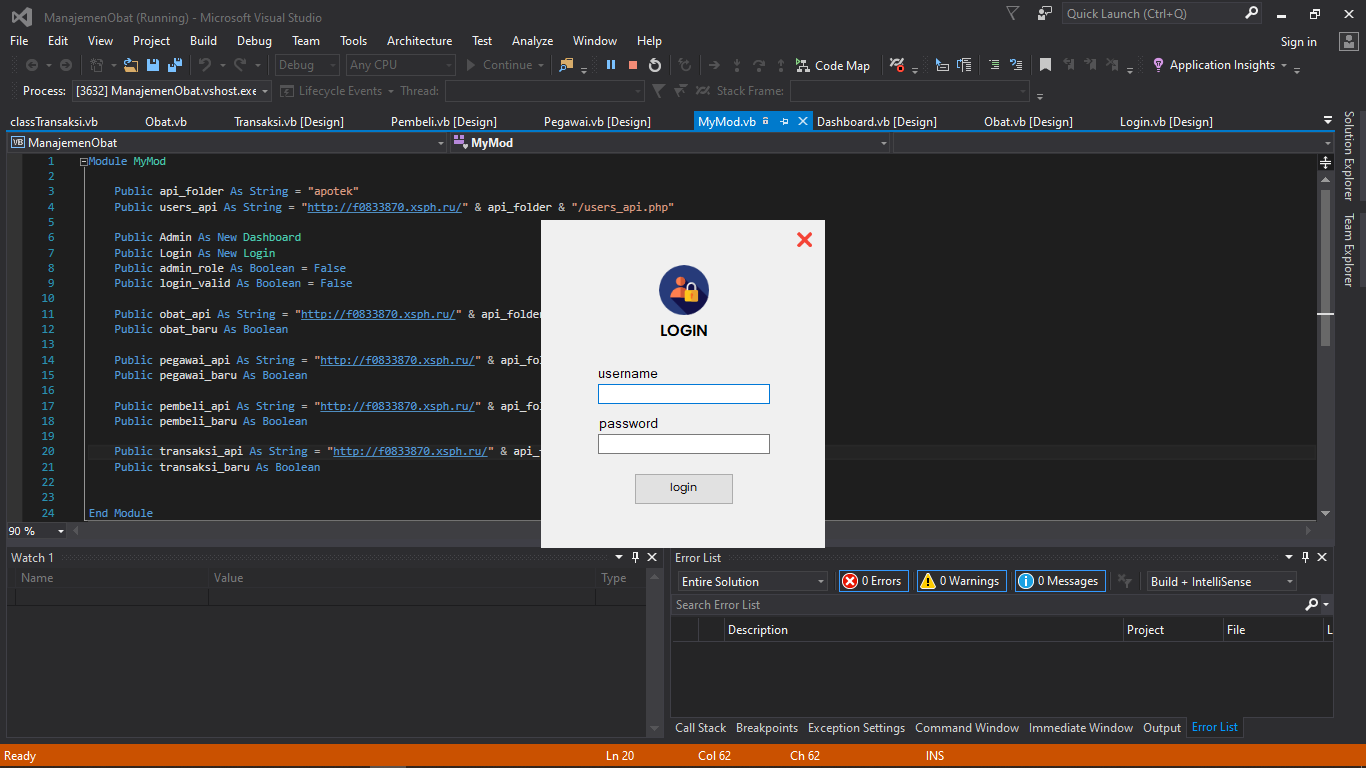 ManajemenObat (Running) - Microsoft Visual Studio
Quick Launch (Ctrl+Q)
File Edit View Project Build Debug Team Tools Architecture Test Analyze Window Help
Sign in
Debug Any CPU Continue Code Map Application Insights
Process: [3632] ManajemenObat.vshost.exe Lifecycle Events Thread: Stack Frame:
classTransaksi.vb Obat.vb Transaksi.vb [Design] Pembeli.vb [Design] Pegawai.vb [Design] MyMod.vb Dashboard.vb [Design] Obat.vb [Design] Login.vb [Design]
VB ManajemenObat MyMod
1 Module MyMod
2
3 Public api_folder As String = "apotek"
4 Public users_api As String = "http://f0833870.xsph.ru/" & api_folder & "/users_api.php"
5
6 Public Admin As New Dashboard
7 Public Login As New Login
8 Public admin_role As Boolean = False
9 Public login_valid As Boolean = False
10
11 Public obat_api As String = "http://f0833870.xsph.ru/" & api_folder
12 Public obat_baru As Boolean
13
14 Public pegawai_api As String = "http://f0833870.xsph.ru/" & api_fol
15 Public pegawai_baru As Boolean
16
17 Public pembeli_api As String = "http://f0833870.xsph.ru/" & api_fol
18 Public pembeli_baru As Boolean
19
20 Public transaksi_api As String = "http://f0833870.xsph.ru/" & api_
21 Public transaksi_baru As Boolean
22
23
24 End Module
LOGIN
username
password
login
Solution Explorer
Team Explorer
90 %
Watch 1
Name Value Type
Error List
Entire Solution 0 Errors 0 Warnings 0 Messages Build + IntelliSense
Search Error List
Description Project File L
Call Stack Breakpoints Exception Settings Command Window Immediate Window Output Error List
Ready Ln 20 Col 62 Ch 62 INS